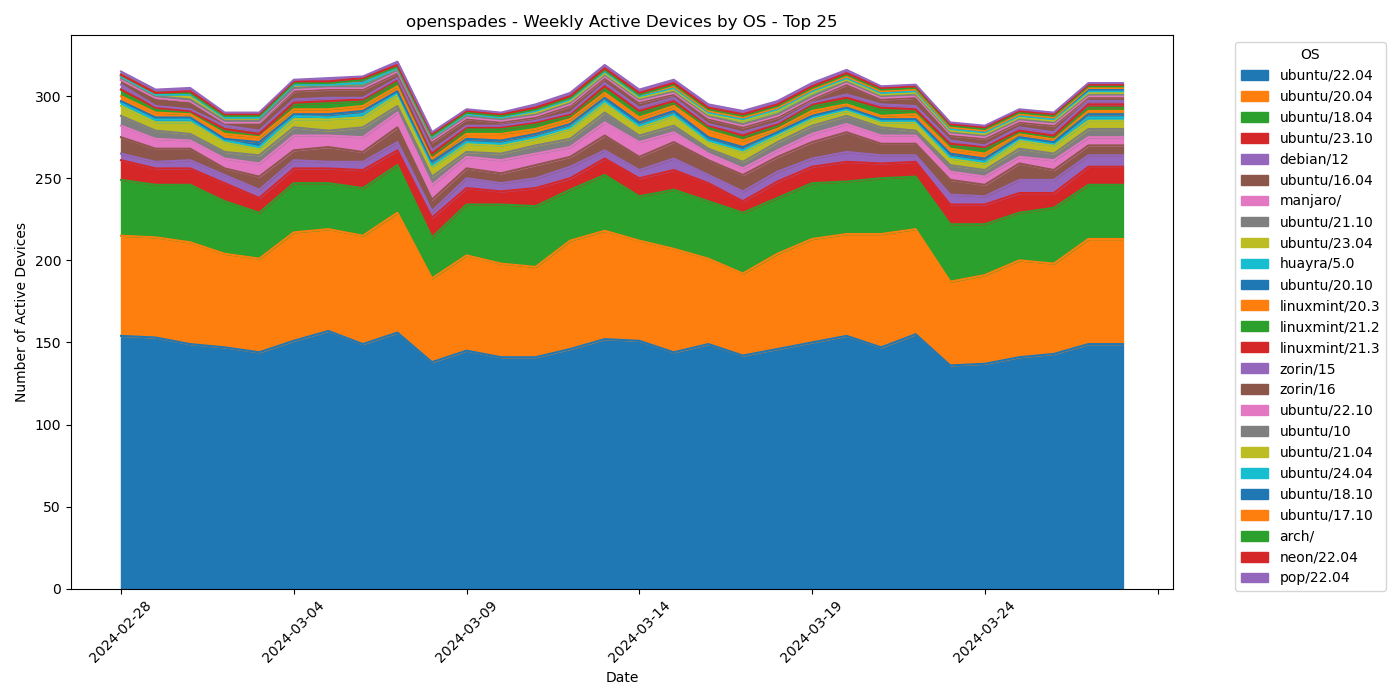 openspades - Weekly Active Devices by OS - Top 25
Number of Active Devices
300
250
200
150
100
50
0
2024-02-28
2024-03-04
2024-03-09
2024-03-14
2024-03-19
2024-03-24
Date
OS
ubuntu/22.04
ubuntu/20.04
ubuntu/18.04
ubuntu/23.10
debian/12
ubuntu/16.04
manjaro/
ubuntu/21.10
ubuntu/23.04
huayra/5.0
ubuntu/20.10
linuxmint/20.3
linuxmint/21.2
linuxmint/21.3
zorin/15
zorin/16
ubuntu/22.10
ubuntu/10
ubuntu/21.04
ubuntu/24.04
ubuntu/18.10
ubuntu/17.10
arch/
neon/22.04
pop/22.04